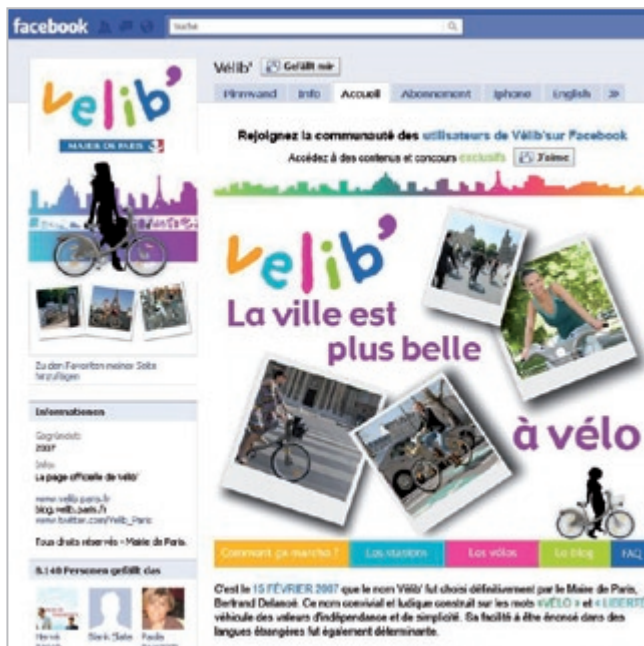 facebook
Suche
Vélib' Gefällt mir
Pinnwand Info Accueil Abonnement Iphone English »
velib'
MAIRIE DE PARIS
Rejoignez la communauté des utilisateurs de Vélib'sur Facebook
Accédez à des contenus et concours exclusifs J'aime
velib'
La ville est
plus belle
à vélo
Zu den Favoriten meiner Seite
hinzufügen
Informationen
Gegründet:
2007
Info:
La page officielle de Vélib'
www.velib.paris.fr
blog.velib.paris.fr
www.twitter.com/Velib_Paris
Tous droits réservés - Mairie de Paris.
8.140 Personen gefällt das
Hervé
Blank Slate
Paula
Comment ça marche ? Les stations Les vélos Le blog FAQ
C'est le 15 FÉVRIER 2007 que le nom Vélib' fut choisi définitivement par le Maire de Paris,
Bertrand Delanoë. Ce nom convivial et ludique construit sur les mots «VÉLO » et « LIBERTÉ
véhicule des valeurs d'indépendance et de simplicité. Sa facilité à être énoncé dans des
langues étrangères fut également déterminante.